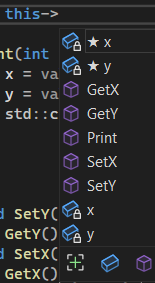 this->
★ x
nt(int
★ y
x = va
GetX
y = va
GetY
std::c
Print
SetX
SetY
d SetY(
x
GetY()
y
d SetX(
GetX()